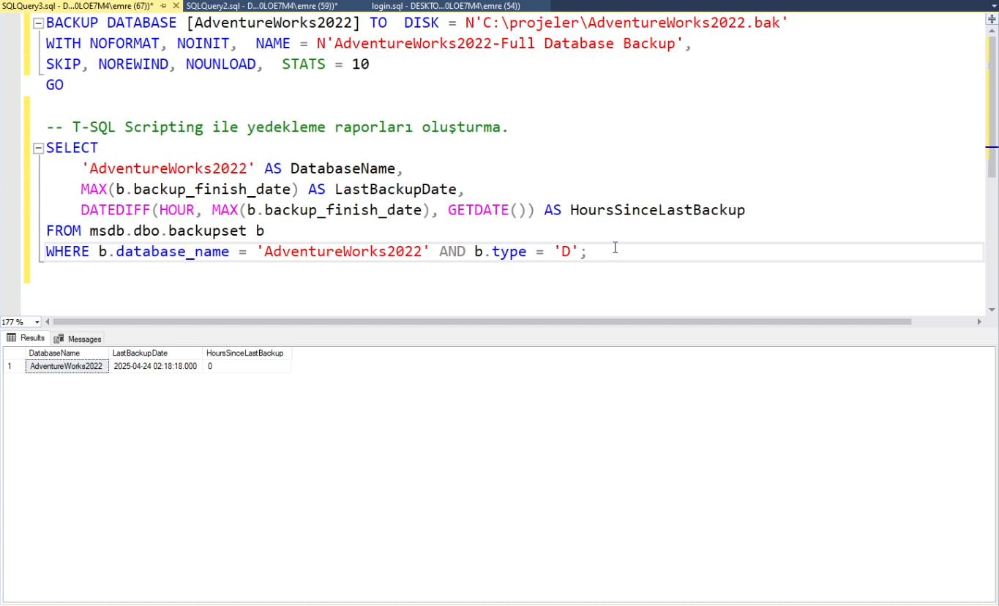 SQLQuery3.sql - D...0LOE7M4\emre (67))* SQLQuery2.sql - D...0LOE7M4\emre (59))* login.sql - DESKTO...0LOE7M4\emre (54))
BACKUP DATABASE [AdventureWorks2022] TO  DISK = N'C:\projeler\AdventureWorks2022.bak'
WITH NOFORMAT, NOINIT,  NAME = N'AdventureWorks2022-Full Database Backup',
SKIP, NOREWIND, NOUNLOAD,  STATS = 10
GO
-- T-SQL Scripting ile yedekleme raporları oluşturma.
SELECT
'AdventureWorks2022' AS DatabaseName,
MAX(b.backup_finish_date) AS LastBackupDate,
DATEDIFF(HOUR, MAX(b.backup_finish_date), GETDATE()) AS HoursSinceLastBackup
FROM msdb.dbo.backupset b
WHERE b.database_name = 'AdventureWorks2022' AND b.type = 'D';
177 %
Results Messages
DatabaseName LastBackupDate HoursSinceLastBackup
1 AdventureWorks2022 2025-04-24 02:18:18.000 0